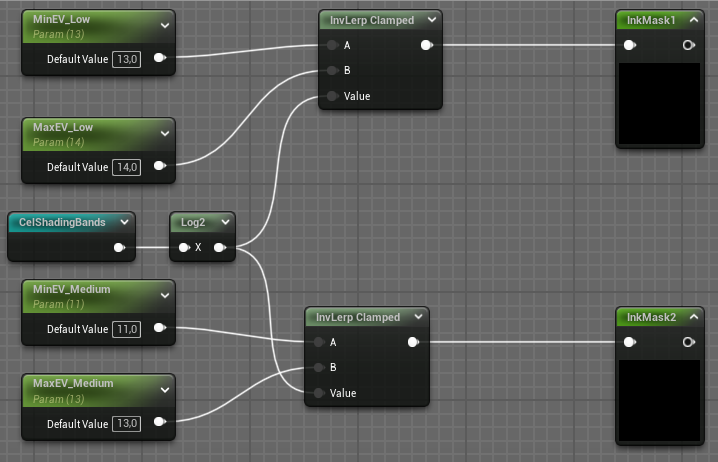 MinEV_Low
Param (13)
Default Value 13,0
MaxEV_Low
Param (14)
Default Value 14,0
CelShadingBands
Log2
X
MinEV_Medium
Param (11)
Default Value 11,0
MaxEV_Medium
Param (13)
Default Value 13,0
InvLerp Clamped
A
B
Value
InvLerp Clamped
A
B
Value
InkMask1
InkMask2